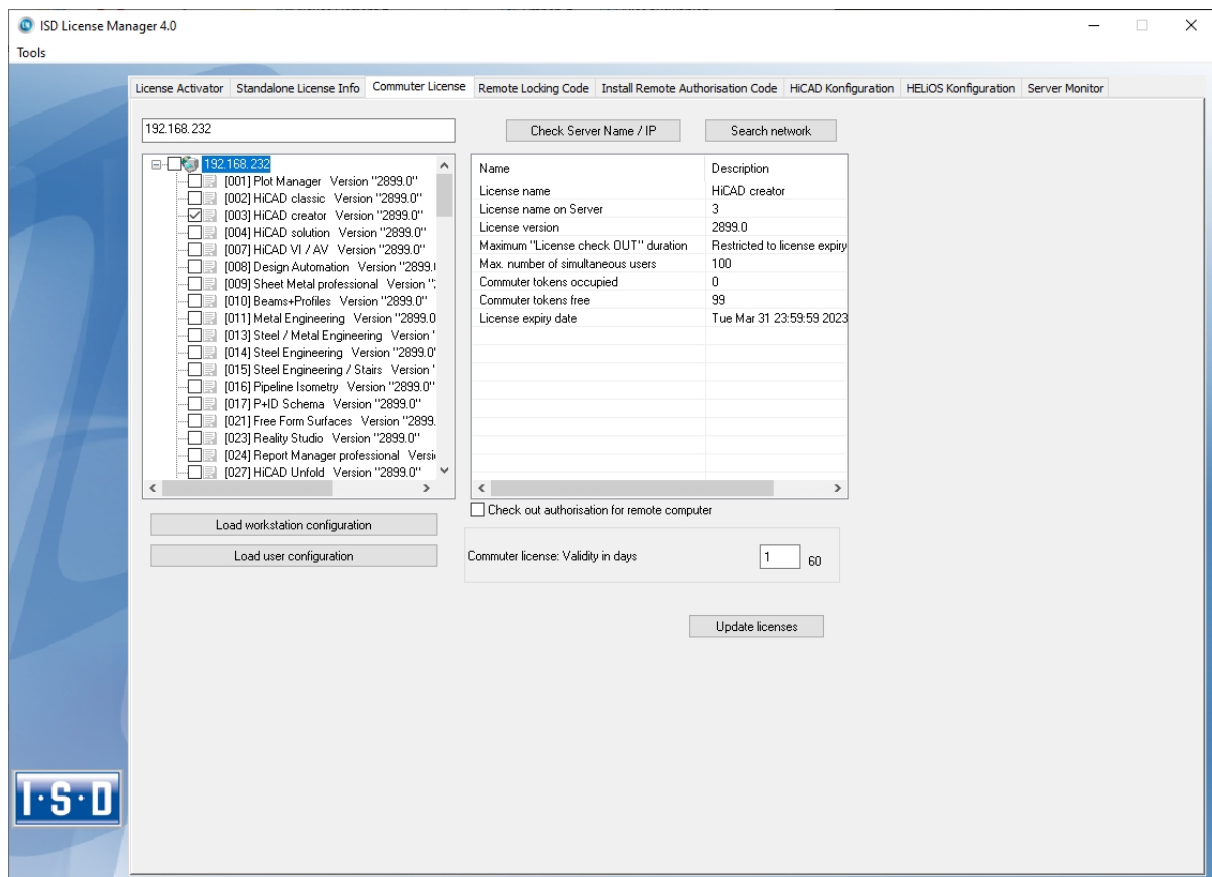 ISD License Manager 4.0
Tools
License Activator Standalone License Info Commuter License Remote Locking Code Install Remote Authorisation Code HiCAD Konfiguration HELiOS Konfiguration Server Monitor
192.168.232
Check Server Name / IP
Search network
192.168.232
[001] Plot Manager Version "2899.0"
[002] HiCAD classic Version "2899.0"
[003] HiCAD creator Version "2899.0"
[004] HiCAD solution Version "2899.0"
[007] HiCAD VI / AV Version "2899.0"
[008] Design Automation Version "2899.
[009] Sheet Metal professional Version "
[010] Beams+Profiles Version "2899.0"
[011] Metal Engineering Version "2899.0
[013] Steel / Metal Engineering Version "
[014] Steel Engineering Version "2899.0"
[015] Steel Engineering / Stairs Version "
[016] Pipeline Isometry Version "2899.0"
[017] P+ID Schema Version "2899.0"
[021] Free Form Surfaces Version "2899.
[023] Reality Studio Version "2899.0"
[024] Report Manager professional Versi
[027] HiCAD Unfold Version "2899.0"
Name Description
License name HiCAD creator
License name on Server 3
License version 2899.0
Maximum "License check OUT" duration Restricted to license expiry
Max. number of simultaneous users 100
Commuter tokens occupied 0
Commuter tokens free 99
License expiry date Tue Mar 31 23:59:59 2023
Load workstation configuration
Load user configuration
Check out authorisation for remote computer
Commuter license: Validity in days 1 60
Update licenses
I·S·D